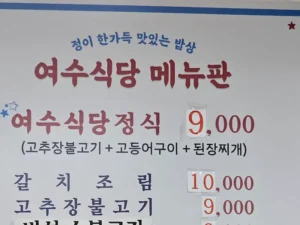 정이 한가득 맛있는 밥상
여수식당 메뉴판
여수식당정식 9,000
(고추장불고기 + 고등어구이 + 된장찌개)
갈치조림 10,000
고추장불고기 9,000